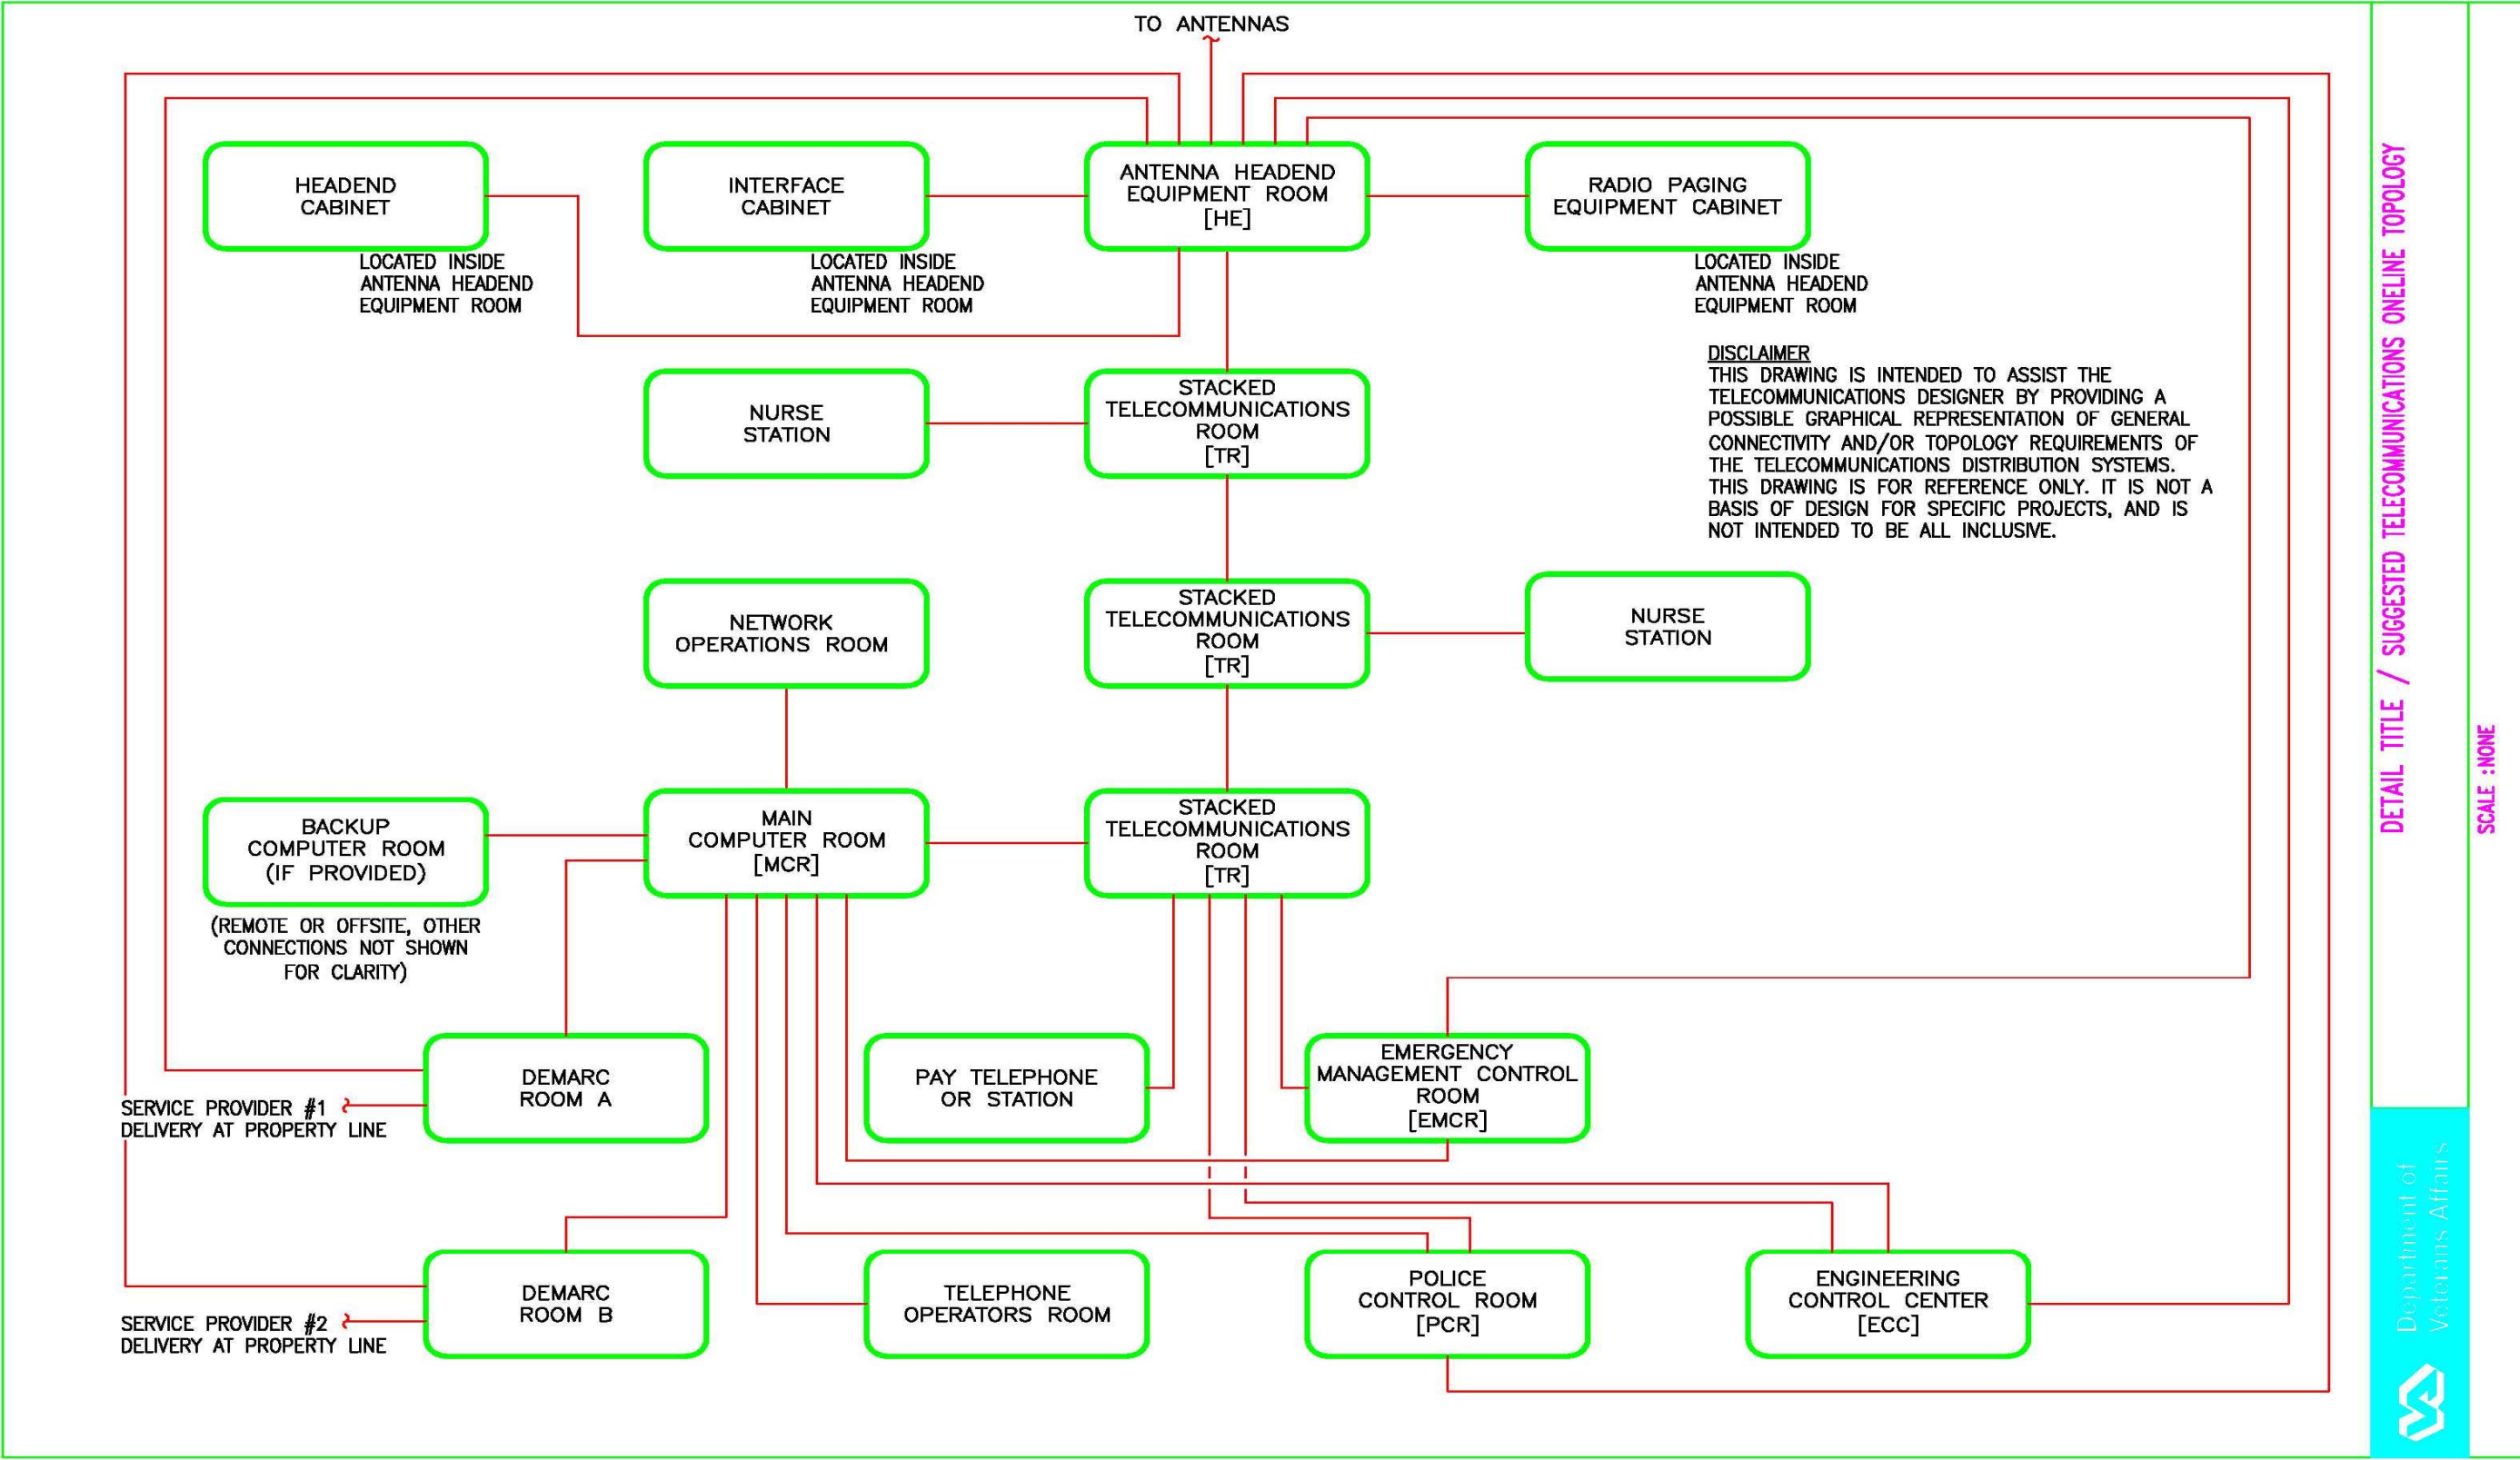 TO ANTENNAS
HEADEND
CABINET
LOCATED INSIDE
ANTENNA HEADEND
EQUIPMENT ROOM
INTERFACE
CABINET
LOCATED INSIDE
ANTENNA HEADEND
EQUIPMENT ROOM
ANTENNA HEADEND
EQUIPMENT ROOM
[HE]
RADIO PAGING
EQUIPMENT CABINET
LOCATED INSIDE
ANTENNA HEADEND
EQUIPMENT ROOM
DISCLAIMER
THIS DRAWING IS INTENDED TO ASSIST THE
TELECOMMUNICATIONS DESIGNER BY PROVIDING A
POSSIBLE GRAPHICAL REPRESENTATION OF GENERAL
CONNECTIVITY AND/OR TOPOLOGY REQUIREMENTS OF
THE TELECOMMUNICATIONS DISTRIBUTION SYSTEMS.
THIS DRAWING IS FOR REFERENCE ONLY. IT IS NOT A
BASIS OF DESIGN FOR SPECIFIC PROJECTS, AND IS
NOT INTENDED TO BE ALL INCLUSIVE.
NURSE
STATION
STACKED
TELECOMMUNICATIONS
ROOM
[TR]
NETWORK
OPERATIONS ROOM
STACKED
TELECOMMUNICATIONS
ROOM
[TR]
NURSE
STATION
BACKUP
COMPUTER ROOM
(IF PROVIDED)
(REMOTE OR OFFSITE, OTHER
CONNECTIONS NOT SHOWN
FOR CLARITY)
MAIN
COMPUTER ROOM
[MCR]
STACKED
TELECOMMUNICATIONS
ROOM
[TR]
DEMARC
ROOM A
SERVICE PROVIDER #1
DELIVERY AT PROPERTY LINE
PAY TELEPHONE
OR STATION
EMERGENCY
MANAGEMENT CONTROL
ROOM
[EMCR]
DEMARC
ROOM B
SERVICE PROVIDER #2
DELIVERY AT PROPERTY LINE
TELEPHONE
OPERATORS ROOM
POLICE
CONTROL ROOM
[PCR]
ENGINEERING
CONTROL CENTER
[ECC]
DETAIL TITLE / SUGGESTED TELECOMMUNICATIONS ONELINE TOPOLOGY
SCALE :NONE
Department of
Veterans Affairs